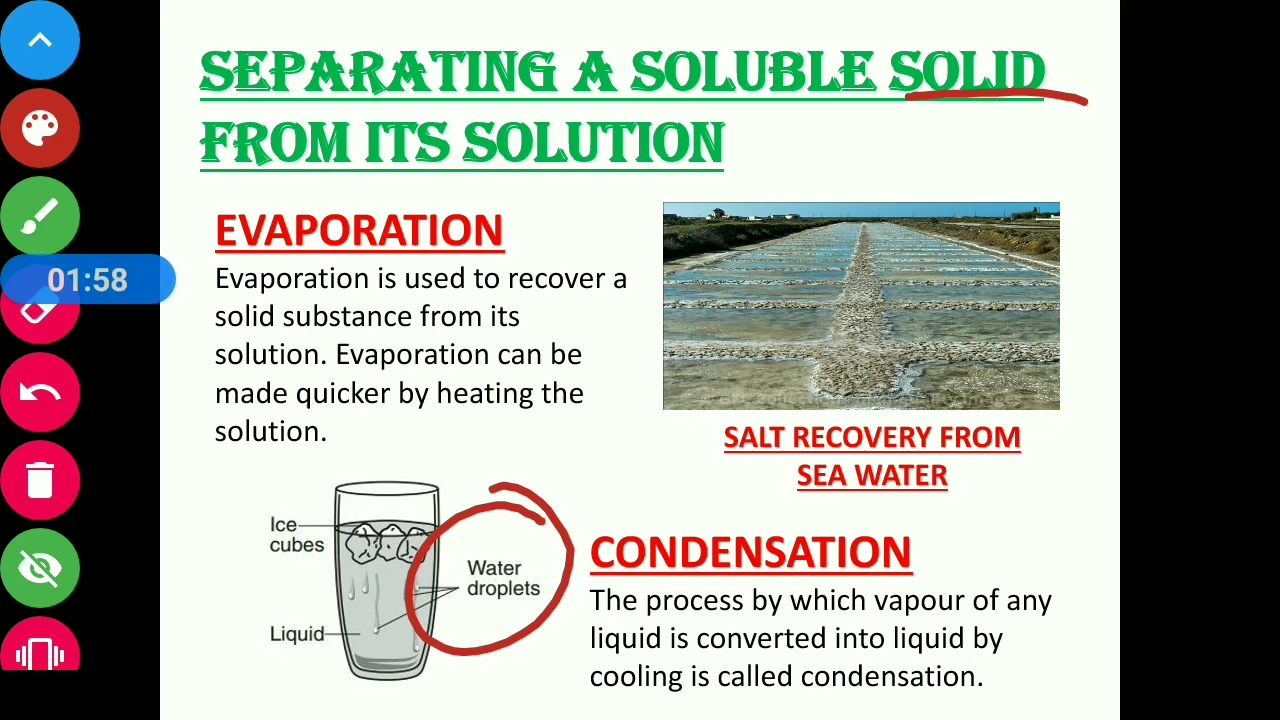 SEPARATING A SOLUBLE SOLID
FROM ITS SOLUTION
EVAPORATION
Evaporation is used to recover a
solid substance from its
solution. Evaporation can be
made quicker by heating the
solution.
01:58
SALT RECOVERY FROM
SEA WATER
Ice
cubes
Water
droplets
Liquid
CONDENSATION
The process by which vapour of any
liquid is converted into liquid by
cooling is called condensation.